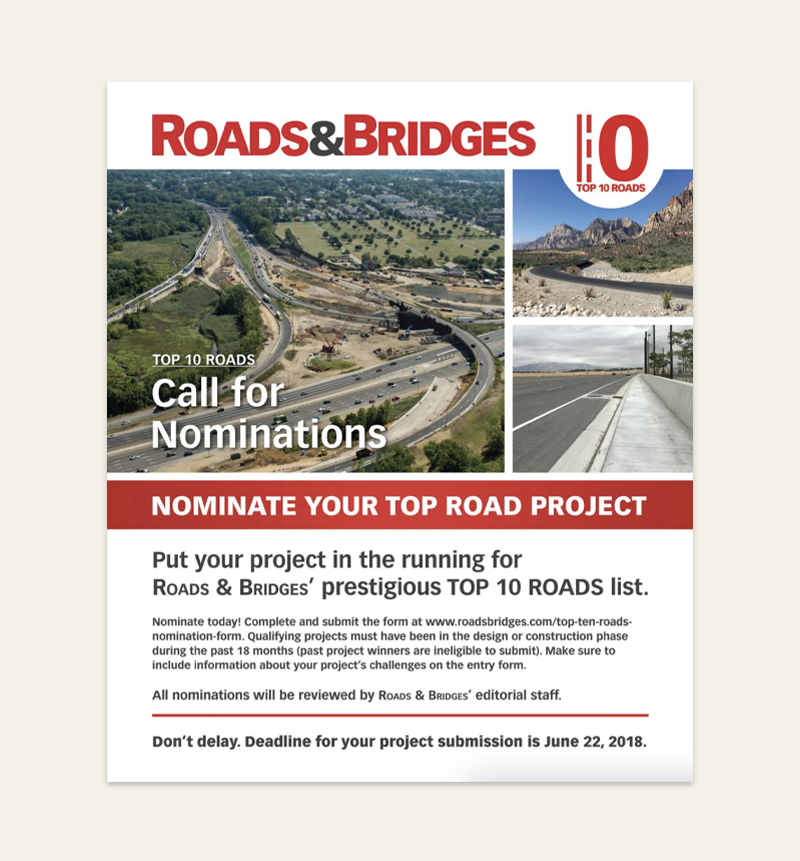 ROADS&BRIDGES
10
TOP 10 ROADS
TOP 10 ROADS
Call for
Nominations
NOMINATE YOUR TOP ROAD PROJECT
Put your project in the running for
ROADS & BRIDGES’ prestigious TOP 10 ROADS list.
Nominate today! Complete and submit the form at www.roadsbridges.com/top-ten-roads-
nomination-form. Qualifying projects must have been in the design or construction phase
during the past 18 months (past project winners are ineligible to submit). Make sure to
include information about your project’s challenges on the entry form.
All nominations will be reviewed by ROADS & BRIDGES’ editorial staff.
Don’t delay. Deadline for your project submission is June 22, 2018.